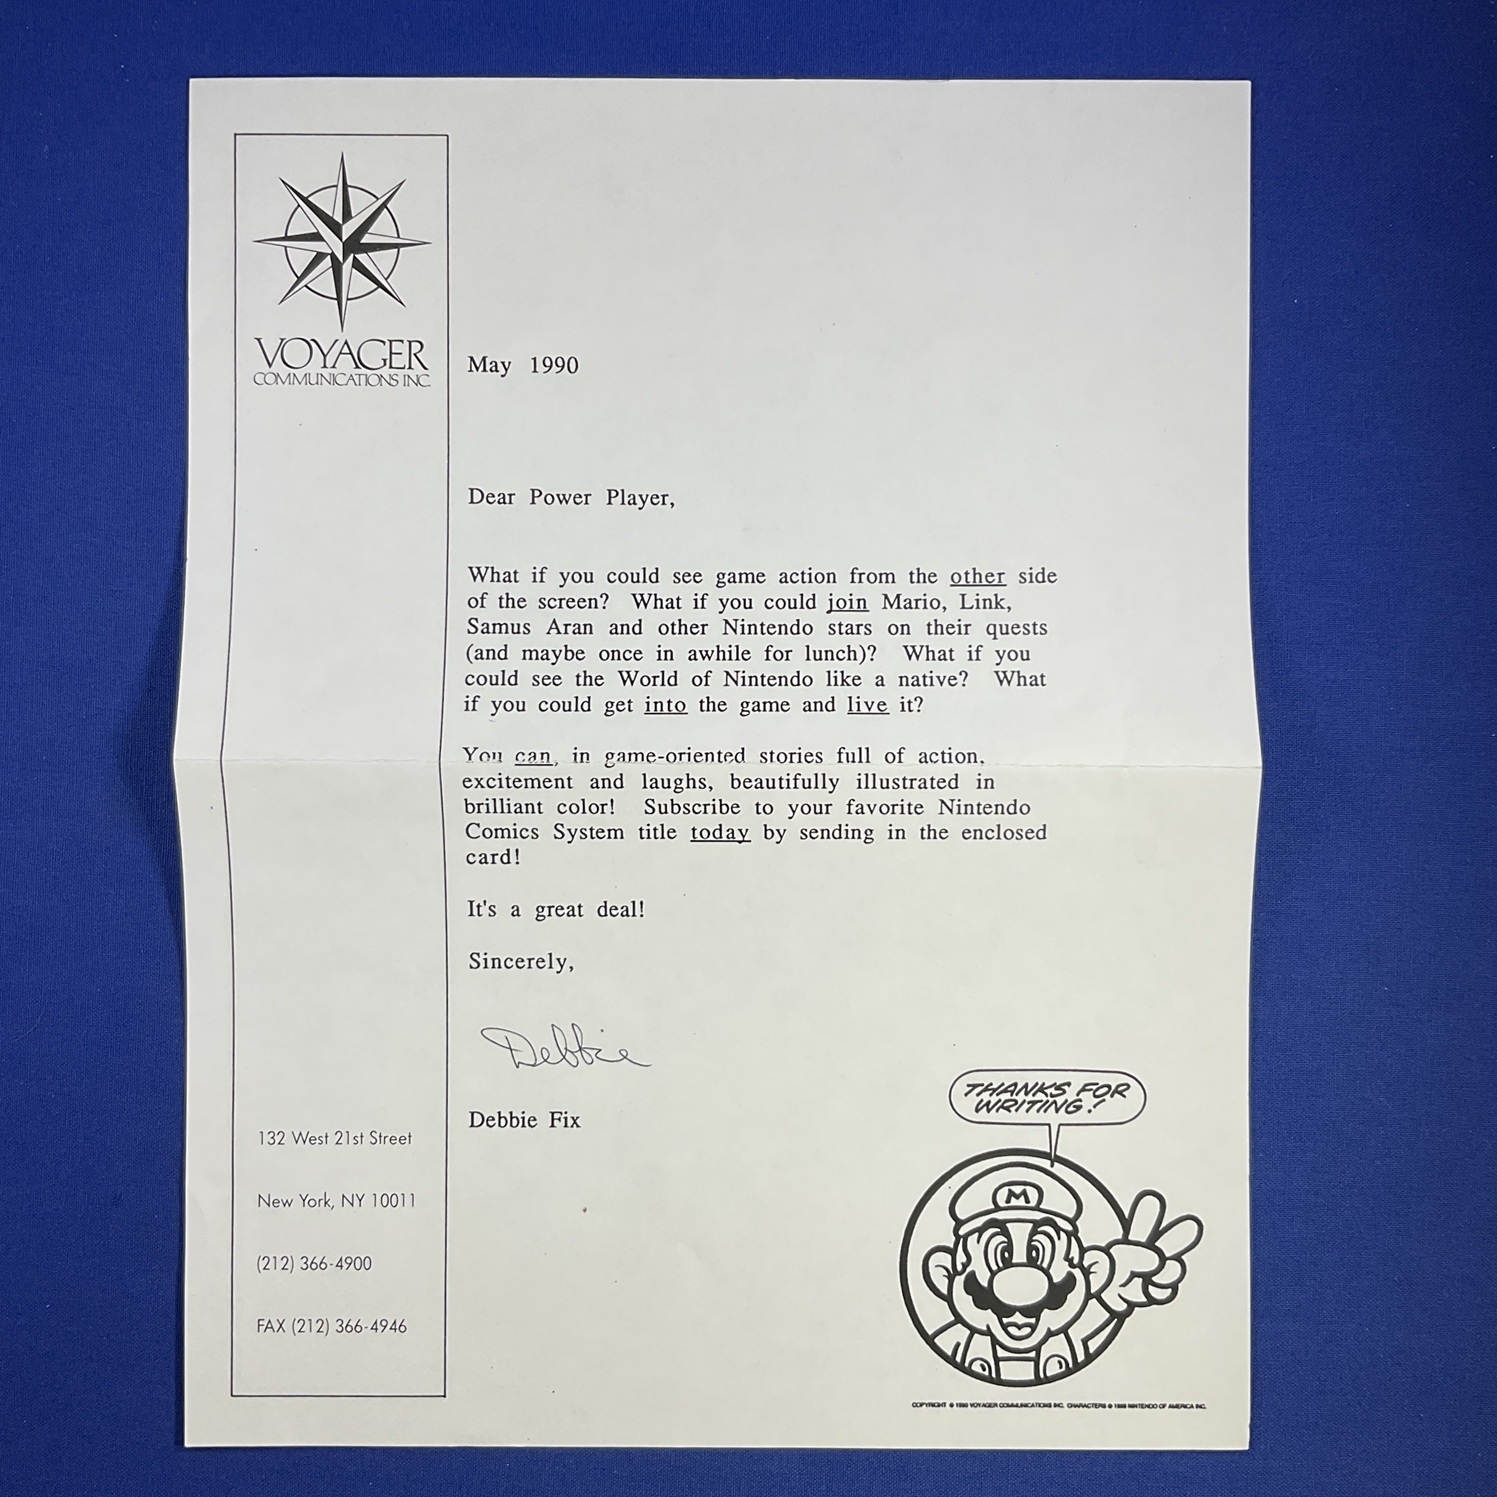 VOYAGER
COMMUNICATIONS INC.
May 1990
Dear Power Player,
What if you could see game action from the other side
of the screen? What if you could join Mario, Link,
Samus Aran and other Nintendo stars on their quests
(and maybe once in awhile for lunch)? What if you
could see the World of Nintendo like a native? What
if you could get into the game and live it?
You can, in game-oriented stories full of action,
excitement and laughs, beautifully illustrated in
brilliant color! Subscribe to your favorite Nintendo
Comics System title today by sending in the enclosed
card!
It's a great deal!
Sincerely,
Debbie
Debbie Fix
132 West 21st Street
New York, NY 10011
(212) 366-4900
FAX (212) 366-4946
THANKS FOR
WRITING!
M
COPYRIGHT © 1990 VOYAGER COMMUNICATIONS INC. CHARACTERS © 1989 NINTENDO OF AMERICA INC.